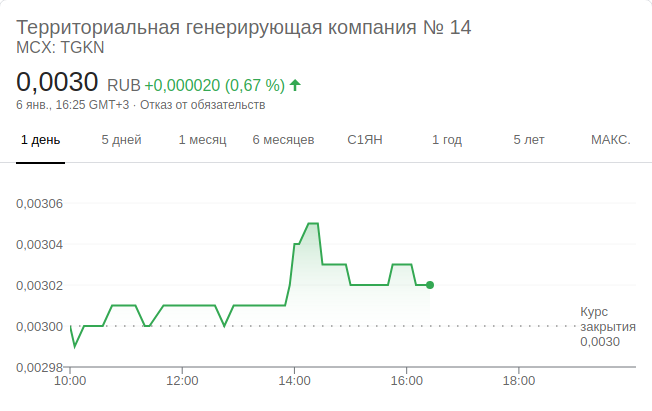 Территориальная генерирующая компания № 14
MCX: TGKN
0,0030 RUB +0,000020 (0,67 %)
6 янв., 16:25 GMT+3 · Отказ от обязательств
1 день 5 дней 1 месяц 6 месяцев С1ЯН 1 год 5 лет МАКС.
0,00306
0,00304
0,00302
0,00300
0,00298
Курс
закрытия
0,0030
10:00 12:00 14:00 16:00 18:00